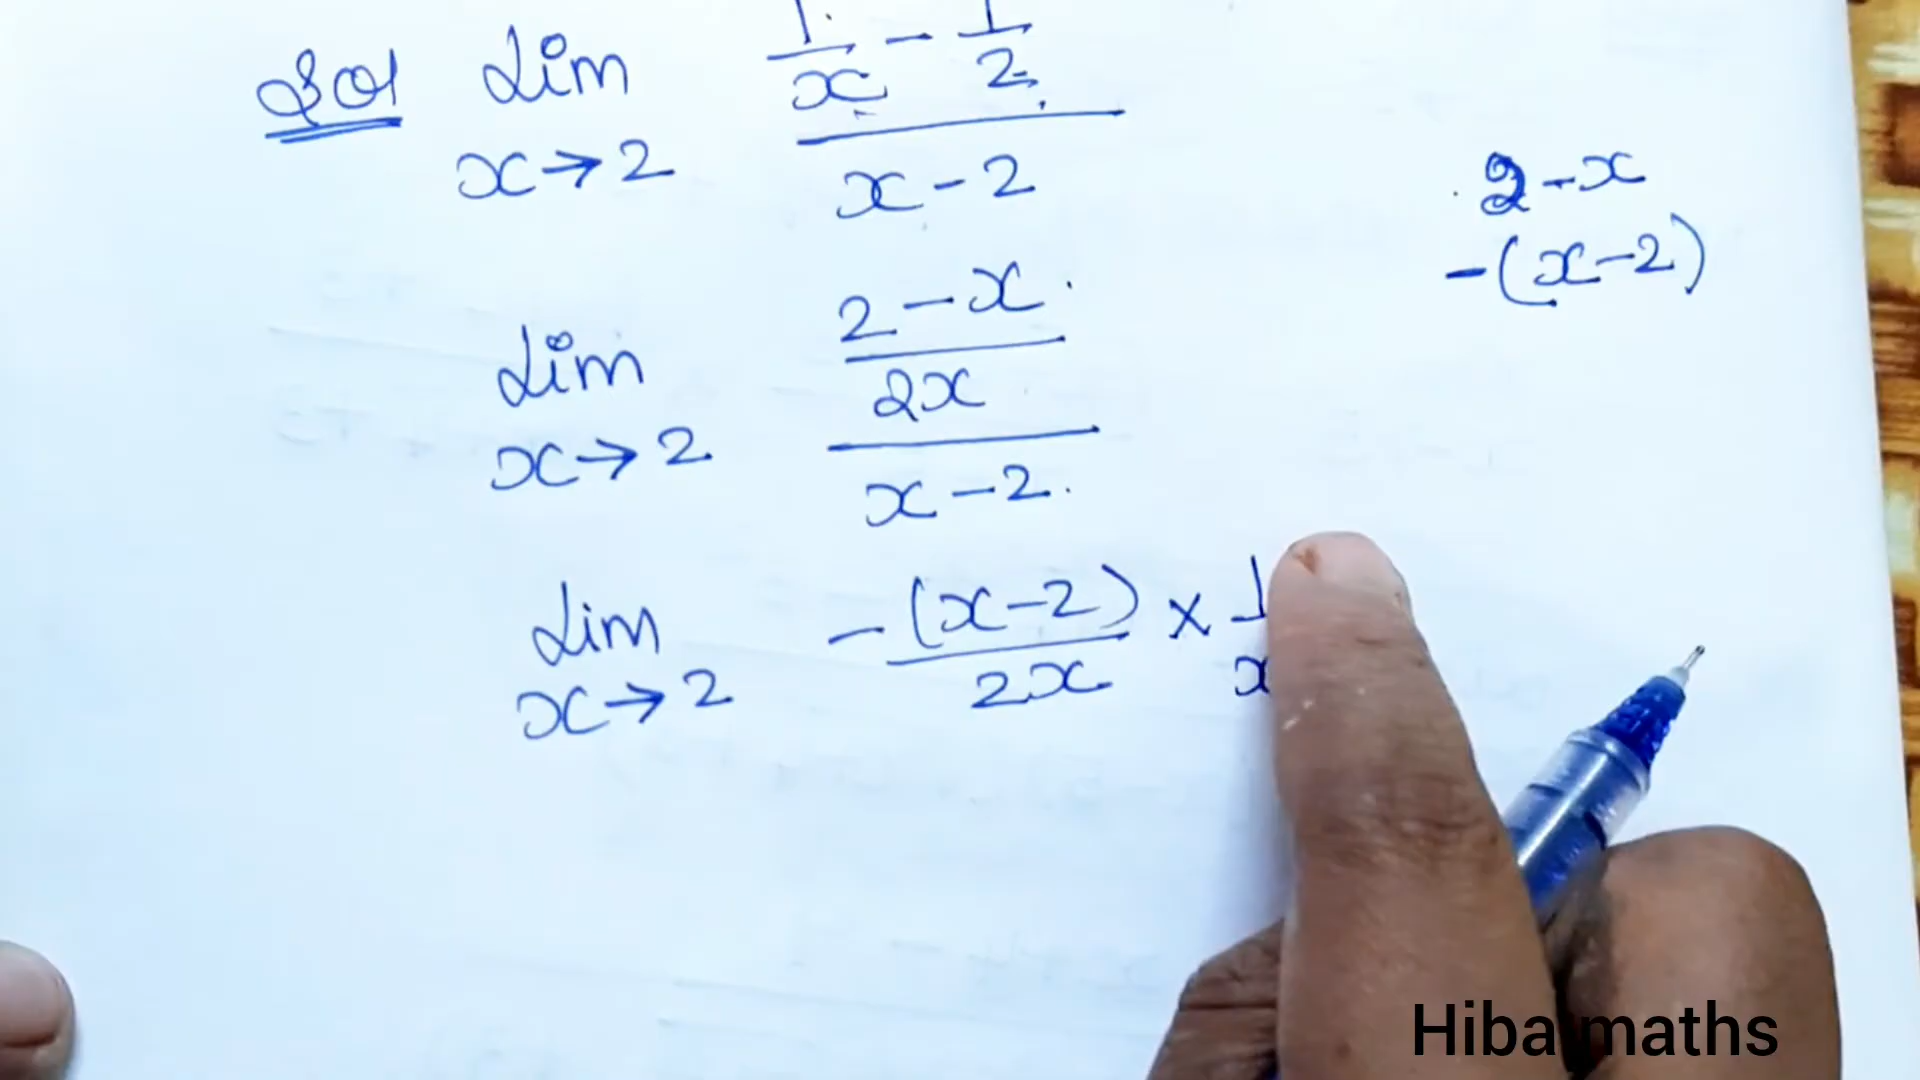 Sol Lim 1/x - 1/2
x→2 x-2
2-x
-(x-2)
Lim 2-x/2x
x→2 x-2
Lim -(x-2)/2x × 1/x
x→2
Hiba maths